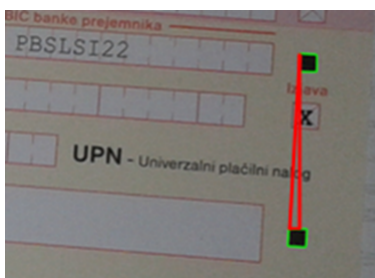 BIC banke prejemnika
PBSLSI22
Izjava
X
UPN - Univerzalni plačilni nalog